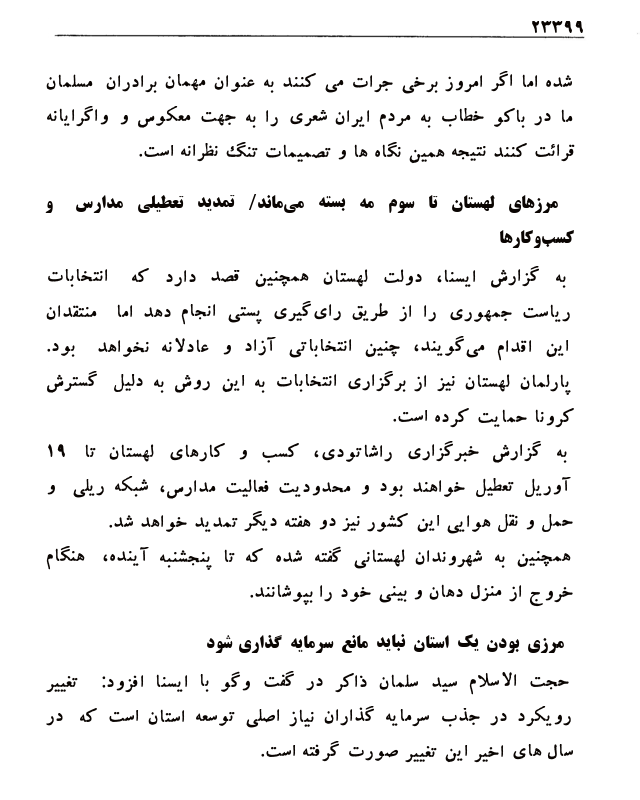 ۲۳۳۹۹
شده اما اگر امروز برخی جرات می کنند به عنوان مهمان برادران مسلمان
ما در باکو خطاب به مردم ایران شعری را به جهت معکوس و واگرایانه
قرائت کنند نتیجه همین نگاه ها و تصمیمات تنگ نظرانه است.
مرزهای لهستان تا سوم مه بسته می‌ماند/ تمدید تعطیلی مدارس و
کسب‌وکارها
به گزارش ایسنا، دولت لهستان همچنین قصد دارد که انتخابات
ریاست جمهوری را از طریق رای‌گیری پستی انجام دهد اما منتقدان
این اقدام می‌گویند، چنین انتخاباتی آزاد و عادلانه نخواهد بود.
پارلمان لهستان نیز از برگزاری انتخابات به این روش به دلیل گسترش
کرونا حمایت کرده است.
به گزارش خبرگزاری راشاتودی، کسب و کارهای لهستان تا ۱۹
آوریل تعطیل خواهند بود و محدودیت فعالیت مدارس، شبکه ریلی و
حمل و نقل هوایی این کشور نیز دو هفته دیگر تمدید خواهد شد.
همچنین به شهروندان لهستانی گفته شده که تا پنجشنبه آینده، هنگام
خروج از منزل دهان و بینی خود را بپوشانند.
مرزی بودن یک استان نباید مانع سرمایه گذاری شود
حجت الاسلام سید سلمان ذاکر در گفت وگو با ایسنا افزود: تغییر
رویکرد در جذب سرمایه گذاران نیاز اصلی توسعه استان است که در
سال های اخیر این تغییر صورت گرفته است.